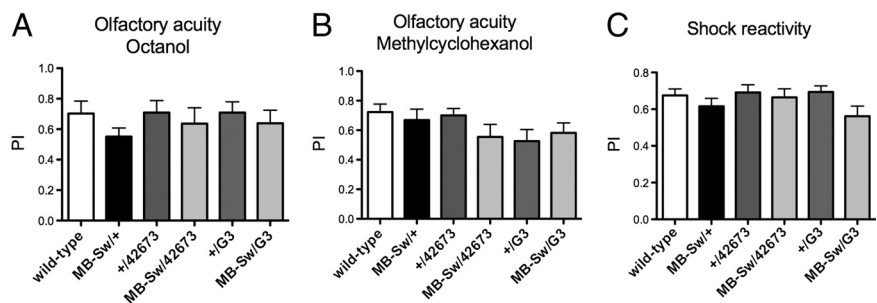 A
Olfactory acuity
Octanol
PI
1.0
0.8
0.6
0.4
0.2
0.0
wild-type
MB-Sw/+
+/42673
MB-Sw/42673
+/G3
MB-Sw/G3
B
Olfactory acuity
Methylcyclohexanol
PI
1.0
0.8
0.6
0.4
0.2
0.0
wild-type
MB-Sw/+
+/42673
MB-Sw/42673
+/G3
MB-Sw/G3
C
Shock reactivity
PI
0.8
0.6
0.4
0.2
0.0
wild-type
MB-Sw/+
+/42673
MB-Sw/42673
+/G3
MB-Sw/G3